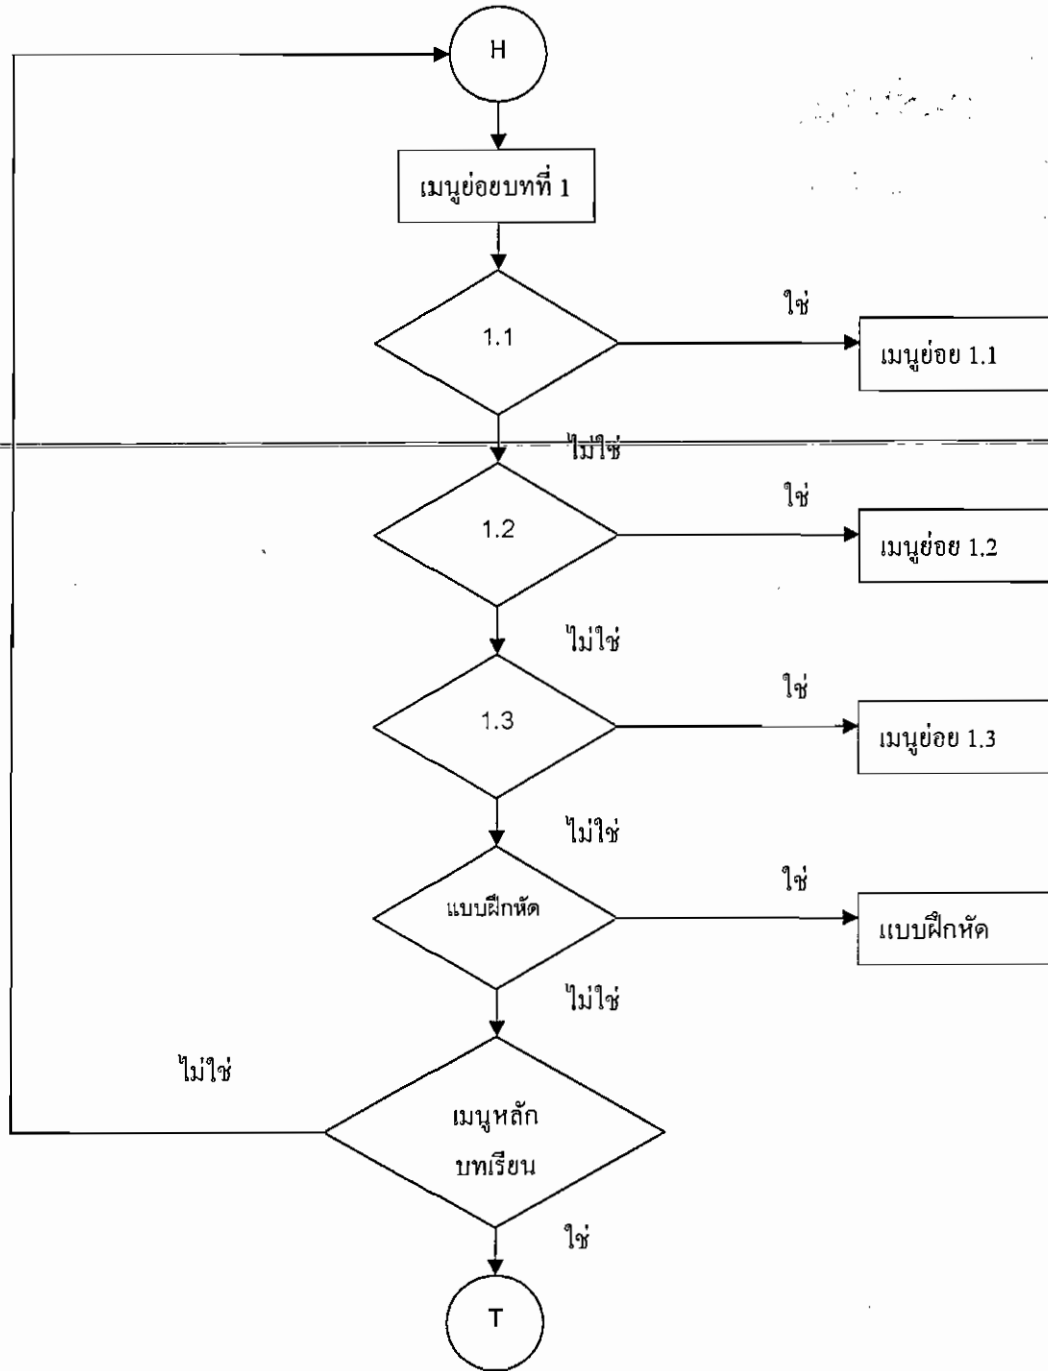 H
เมนูย่อยบทที่ 1
1.1
ใช่
เมนูย่อย 1.1
ไม่ใช่
1.2
ใช่
เมนูย่อย 1.2
ไม่ใช่
1.3
ใช่
เมนูย่อย 1.3
ไม่ใช่
แบบฝึกหัด
ใช่
แบบฝึกหัด
ไม่ใช่
ไม่ใช่
เมนูหลัก
บทเรียน
ใช่
T